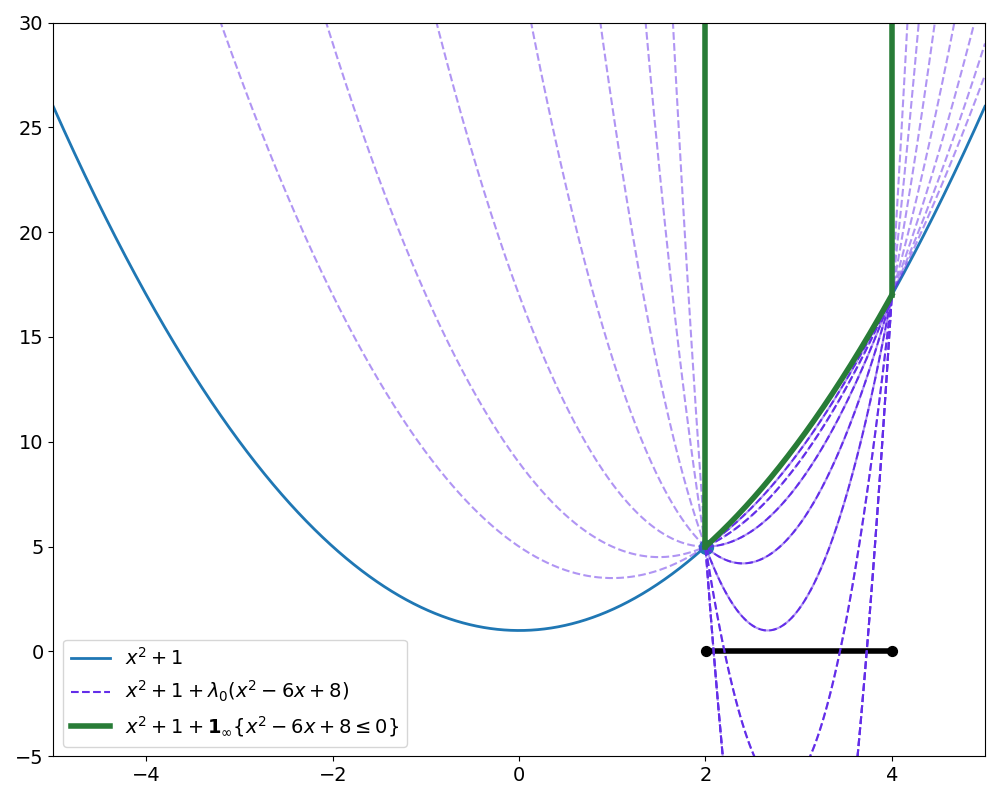 30
25
20
15
10
5
0
−5
−4 −2 0 2 4
x² + 1
x² + 1 + λ₀(x² − 6x + 8)
x² + 1 + 𝟏∞{x² − 6x + 8 ≤ 0}